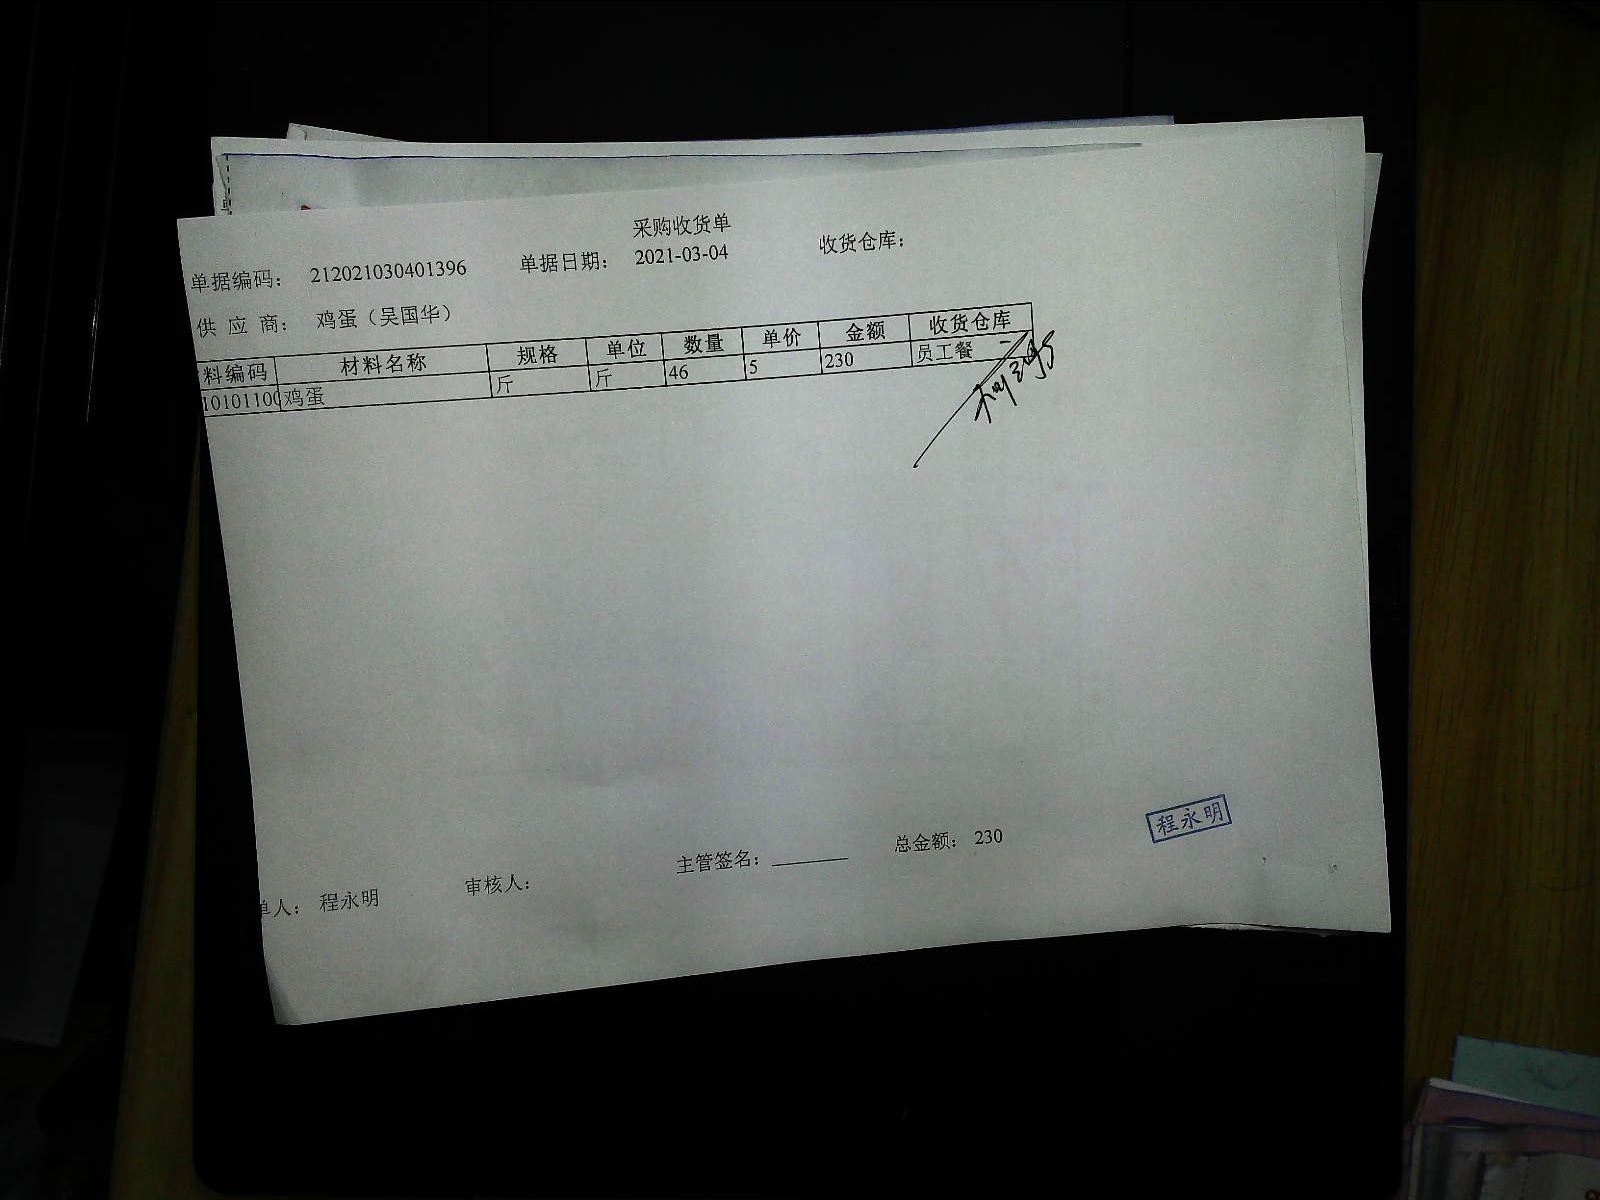 采购收货单
单据编码： 212021030401396 单据日期： 2021-03-04 收货仓库：
供 应 商： 鸡蛋（吴国华）
料编码 材料名称 规格 单位 数量 单价 金额 收货仓库
10101100 鸡蛋 斤 斤 46 5 230 员工餐
单人： 程永明 审核人： 主管签名： 总金额： 230
程永明